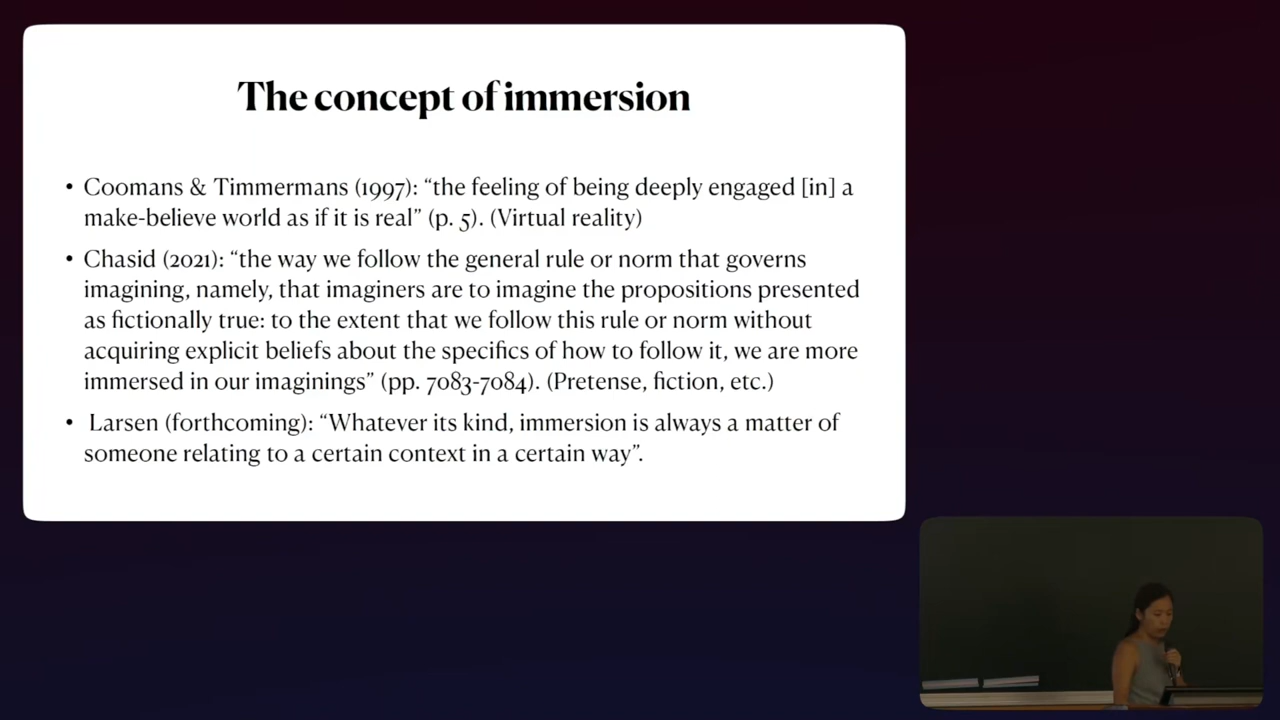 The concept of immersion
• Coomans & Timmermans (1997): “the feeling of being deeply engaged [in] a
make-believe world as if it is real” (p. 5). (Virtual reality)
• Chasid (2021): “the way we follow the general rule or norm that governs
imagining, namely, that imaginers are to imagine the propositions presented
as fictionally true: to the extent that we follow this rule or norm without
acquiring explicit beliefs about the specifics of how to follow it, we are more
immersed in our imaginings” (pp. 7083-7084). (Pretense, fiction, etc.)
• Larsen (forthcoming): “Whatever its kind, immersion is always a matter of
someone relating to a certain context in a certain way”.